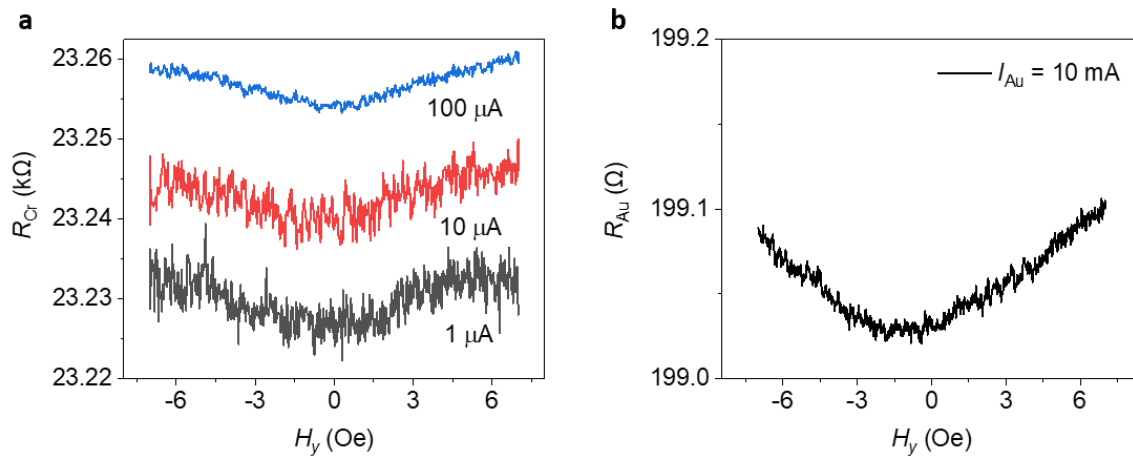 a
23.26
23.25
23.24
23.23
23.22
R_Cr (kΩ)
100 μA
10 μA
1 μA
-6 -3 0 3 6
H_y (Oe)
b
199.2
199.1
199.0
R_Au (Ω)
I_Au = 10 mA
-6 -3 0 3 6
H_y (Oe)